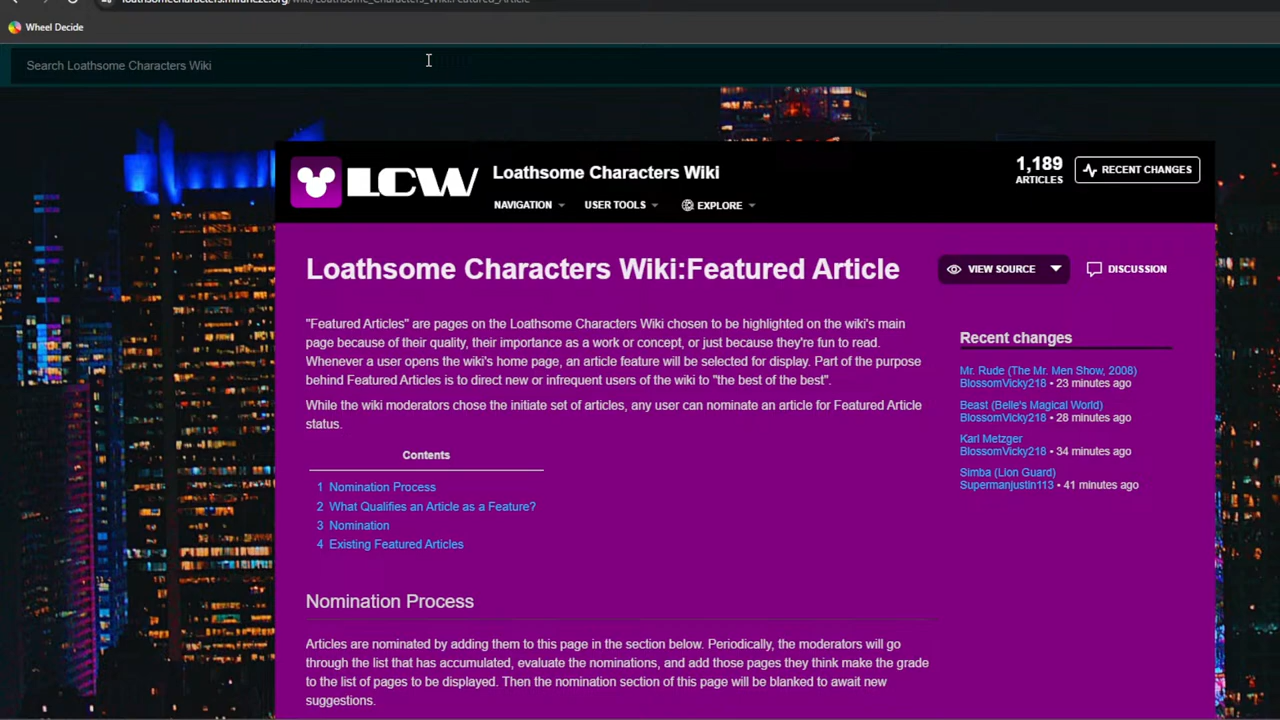 loathsomecharacters.miraheze.org/wiki/Loathsome_Characters_Wiki:Featured_Article
Wheel Decide
Search Loathsome Characters Wiki
LCW
Loathsome Characters Wiki
1,189
ARTICLES
RECENT CHANGES
NAVIGATION
USER TOOLS
EXPLORE
Loathsome Characters Wiki:Featured Article
VIEW SOURCE
DISCUSSION
"Featured Articles" are pages on the Loathsome Characters Wiki chosen to be highlighted on the wiki's main
page because of their quality, their importance as a work or concept, or just because they're fun to read.
Whenever a user opens the wiki's home page, an article feature will be selected for display. Part of the purpose
behind Featured Articles is to direct new or infrequent users of the wiki to "the best of the best".
While the wiki moderators chose the initiate set of articles, any user can nominate an article for Featured Article
status.
Contents
1 Nomination Process
2 What Qualifies an Article as a Feature?
3 Nomination
4 Existing Featured Articles
Nomination Process
Articles are nominated by adding them to this page in the section below. Periodically, the moderators will go
through the list that has accumulated, evaluate the nominations, and add those pages they think make the grade
to the list of pages to be displayed. Then the nomination section of this page will be blanked to await new
suggestions.
Recent changes
Mr. Rude (The Mr. Men Show, 2008)
BlossomVicky218 • 23 minutes ago
Beast (Belle's Magical World)
BlossomVicky218 • 28 minutes ago
Karl Metzger
BlossomVicky218 • 34 minutes ago
Simba (Lion Guard)
Supermanjustin113 • 41 minutes ago